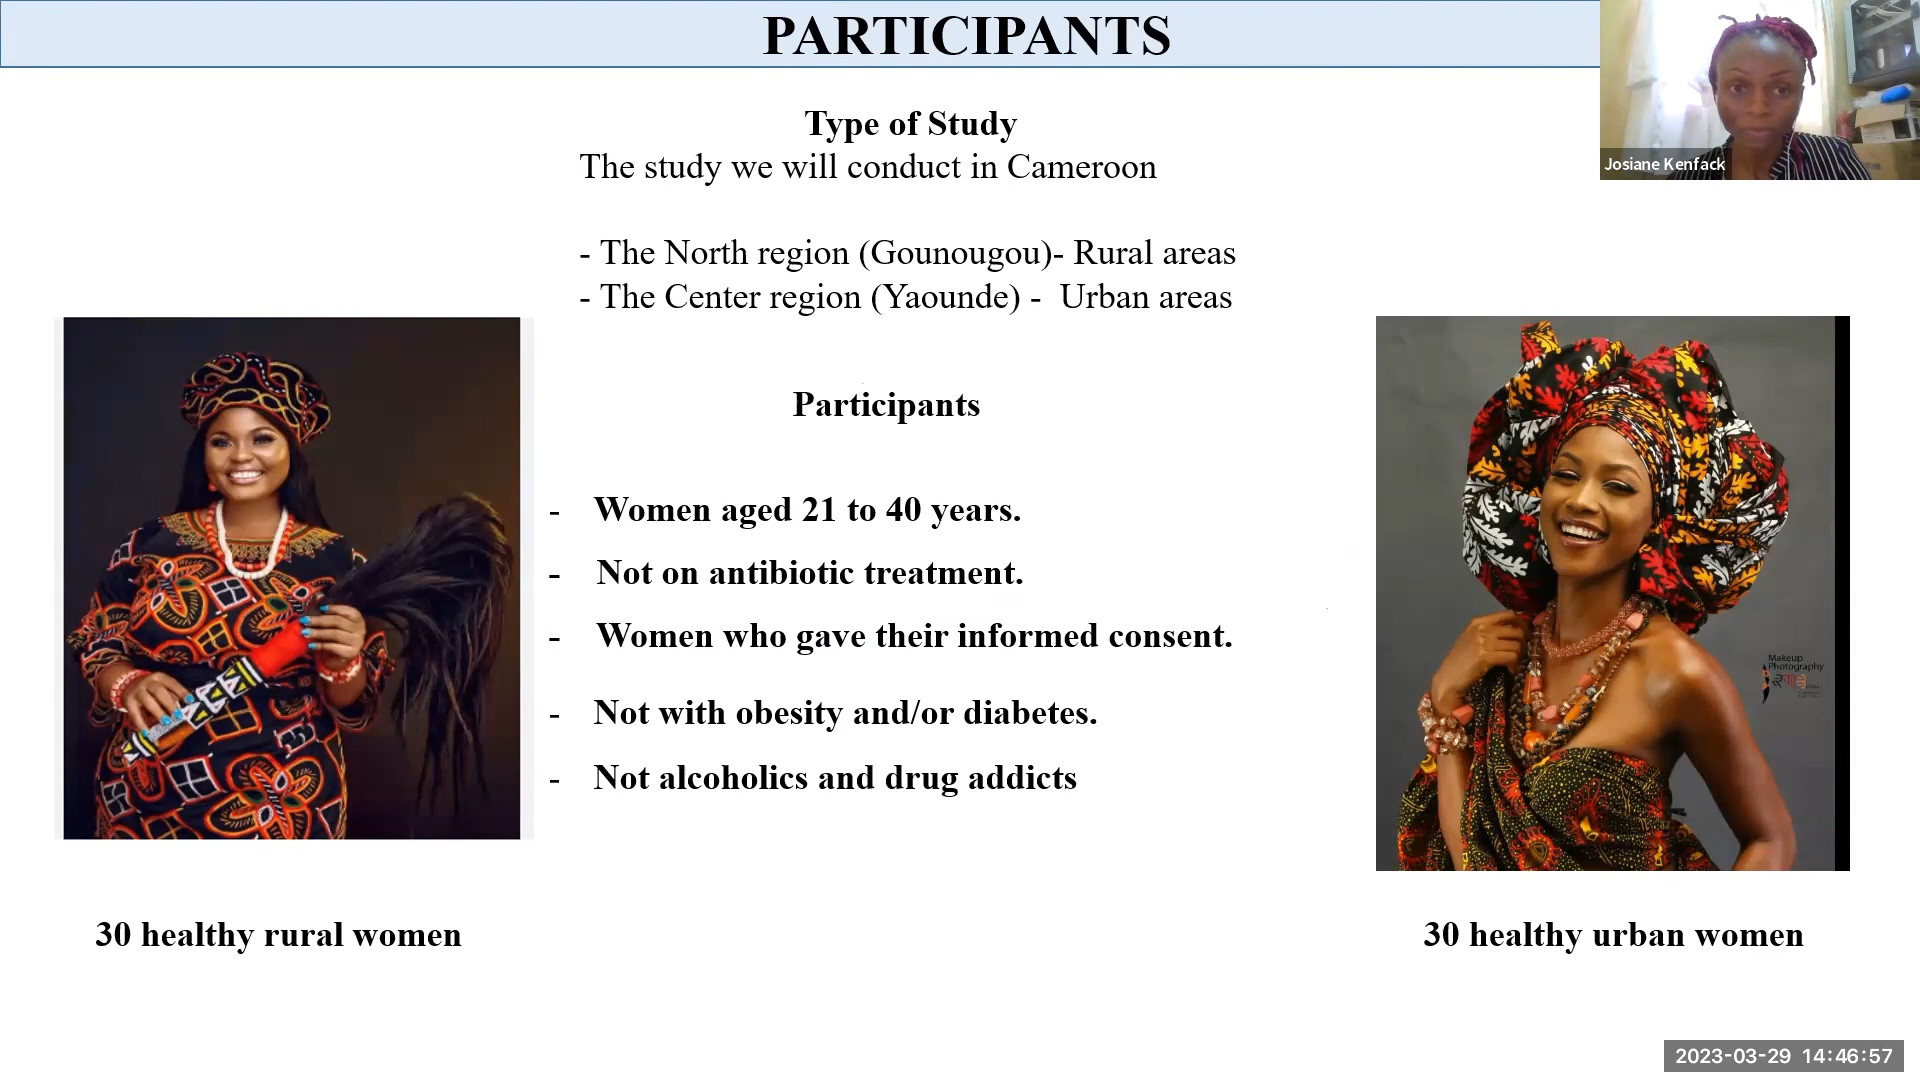 PARTICIPANTS
Josiane Kenfack
Type of Study
The study we will conduct in Cameroon
- The North region (Gounougou)- Rural areas
- The Center region (Yaounde) - Urban areas
Participants
- Women aged 21 to 40 years.
- Not on antibiotic treatment.
- Women who gave their informed consent.
- Not with obesity and/or diabetes.
- Not alcoholics and drug addicts
Makeup
Photography
30 healthy rural women
30 healthy urban women
2023-03-29 14:46:57